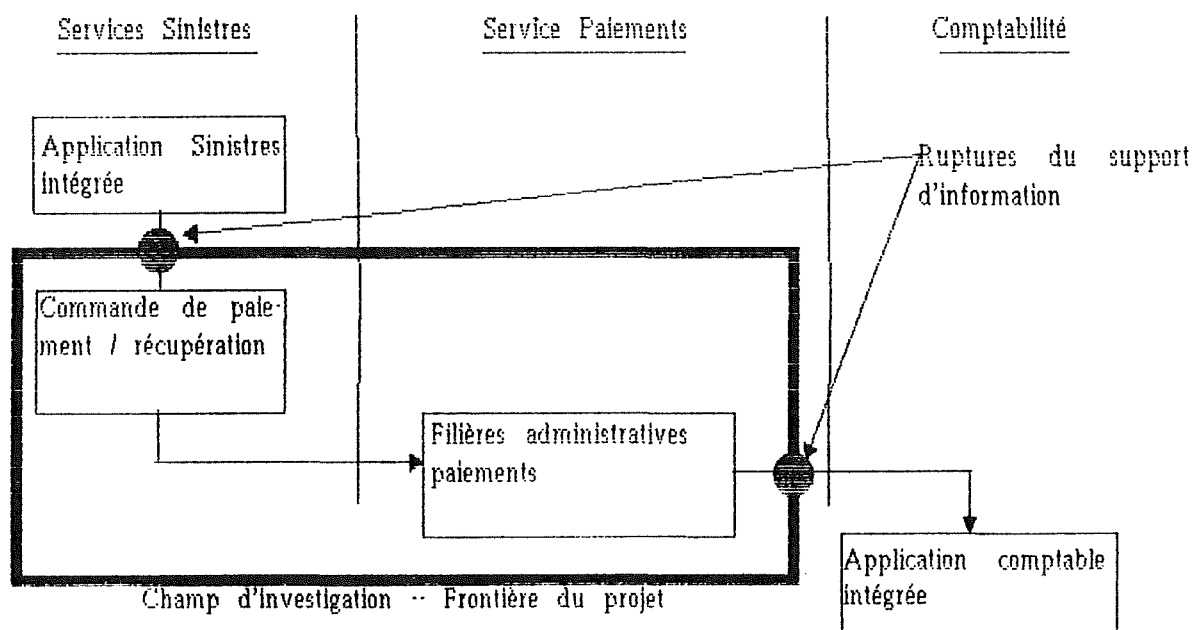 Services Sinistres
Service Paiements
Comptabilité
Application Sinistres
intégrée
Ruptures du support
d'information
Commande de paie-
ment / récupération
Filières administratives
paiements
Application comptable
intégrée
Champ d'investigation -- Frontière du projet